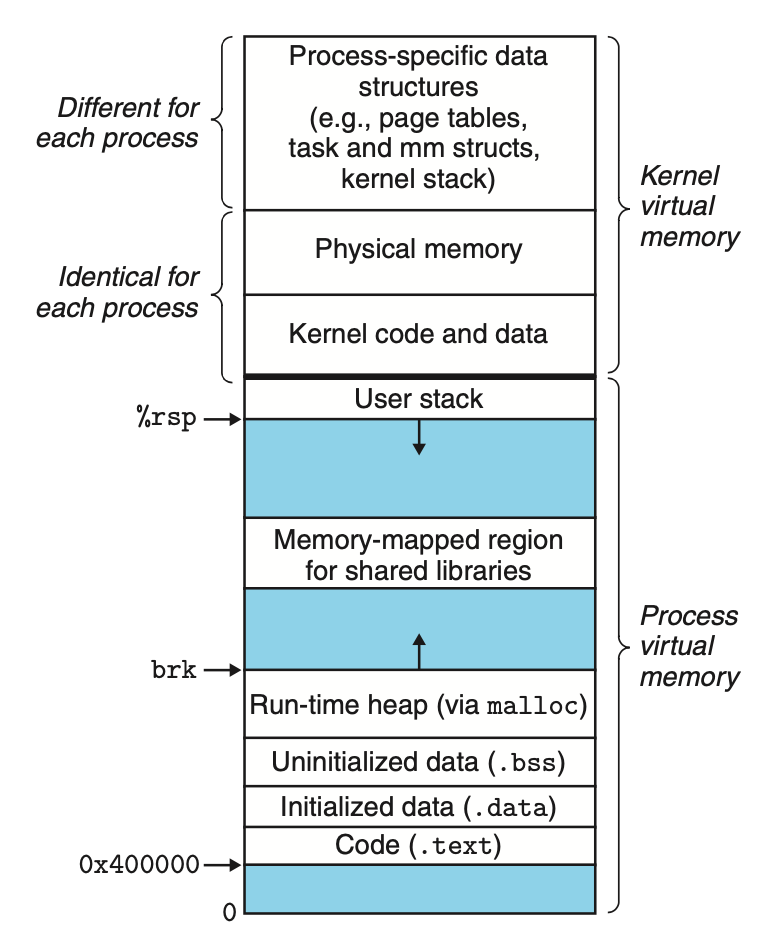 Process-specific data
structures
(e.g., page tables,
task and mm structs,
kernel stack)
Different for
each process
Physical memory
Kernel
virtual
memory
Identical for
each process
Kernel code and data
User stack
%rsp
Memory-mapped region
for shared libraries
Process
virtual
memory
brk
Run-time heap (via malloc)
Uninitialized data (.bss)
Initialized data (.data)
Code (.text)
0x400000
0